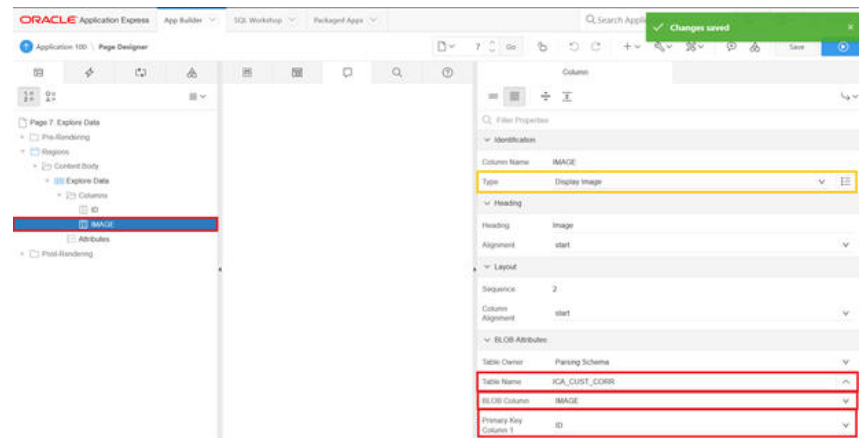 ORACLE Application Express App Builder SQL Workshop Packaged Apps Search Applic
Changes saved
Application 100 \ Page Designer 7 Go Save
Column
Page 7: Explore Data
Pre-Rendering
Regions
Content Body
Explore Data
Columns
ID
IMAGE
Attributes
Post-Rendering
Filter Properties
Identification
Column Name IMAGE
Type Display Image
Heading
Heading Image
Alignment start
Layout
Sequence 2
Column Alignment start
BLOB Attributes
Table Owner Parsing Schema
Table Name ICA_CUST_CORR
BLOB Column IMAGE
Primary Key Column 1 ID